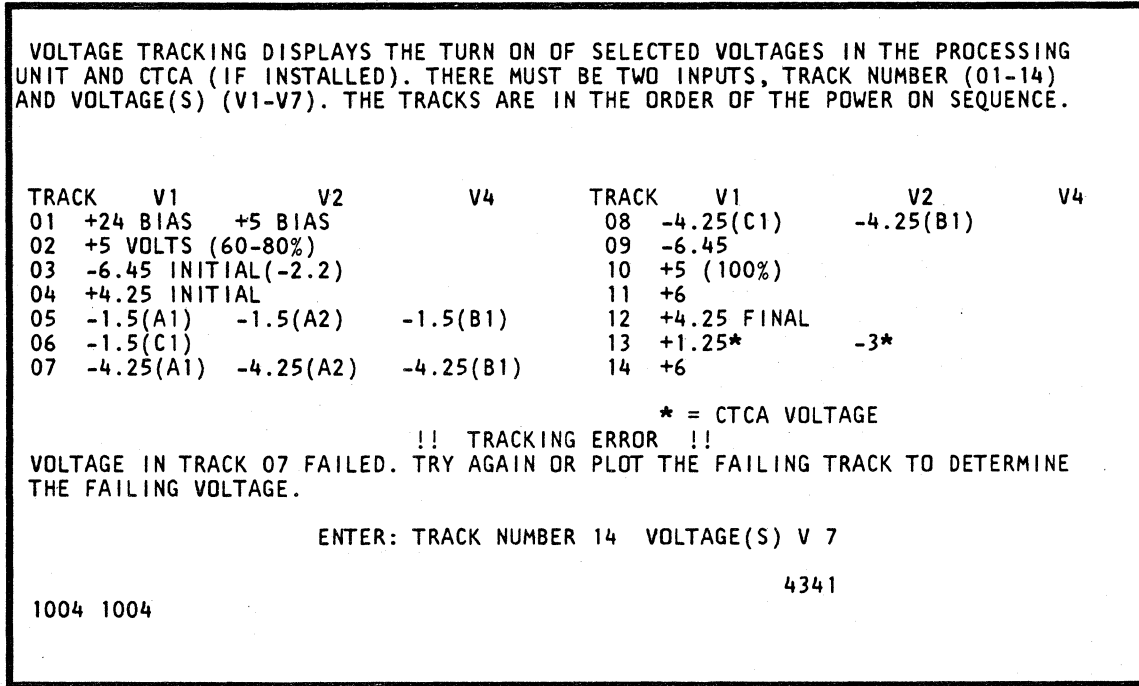 VOLTAGE TRACKING DISPLAYS THE TURN ON OF SELECTED VOLTAGES IN THE PROCESSING
UNIT AND CTCA (IF INSTALLED). THERE MUST BE TWO INPUTS, TRACK NUMBER (01-14)
AND VOLTAGE(S) (V1-V7). THE TRACKS ARE IN THE ORDER OF THE POWER ON SEQUENCE.
TRACK V1 V2 V4 TRACK V1 V2 V4
01 +24 BIAS +5 BIAS 08 -4.25(C1) -4.25(B1)
02 +5 VOLTS (60-80%) 09 -6.45
03 -6.45 INITIAL(-2.2) 10 +5 (100%)
04 +4.25 INITIAL 11 +6
05 -1.5(A1) -1.5(A2) -1.5(B1) 12 +4.25 FINAL
06 -1.5(C1) 13 +1.25* -3*
07 -4.25(A1) -4.25(A2) -4.25(B1) 14 +6
* = CTCA VOLTAGE
!! TRACKING ERROR !!
VOLTAGE IN TRACK 07 FAILED. TRY AGAIN OR PLOT THE FAILING TRACK TO DETERMINE
THE FAILING VOLTAGE.
ENTER: TRACK NUMBER 14 VOLTAGE(S) V 7
4341
1004 1004